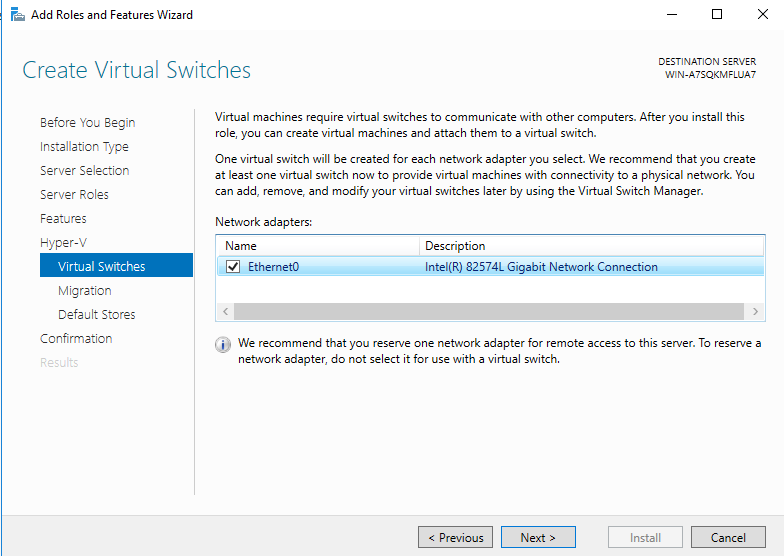 Add Roles and Features Wizard
Create Virtual Switches
DESTINATION SERVER
WIN-A7SQKMFLUA7
Before You Begin
Installation Type
Server Selection
Server Roles
Features
Hyper-V
Virtual Switches
Migration
Default Stores
Confirmation
Results
Virtual machines require virtual switches to communicate with other computers. After you install this
role, you can create virtual machines and attach them to a virtual switch.
One virtual switch will be created for each network adapter you select. We recommend that you create
at least one virtual switch now to provide virtual machines with connectivity to a physical network. You
can add, remove, and modify your virtual switches later by using the Virtual Switch Manager.
Network adapters:
Name Description
Ethernet0 Intel(R) 82574L Gigabit Network Connection
We recommend that you reserve one network adapter for remote access to this server. To reserve a
network adapter, do not select it for use with a virtual switch.
< Previous Next > Install Cancel